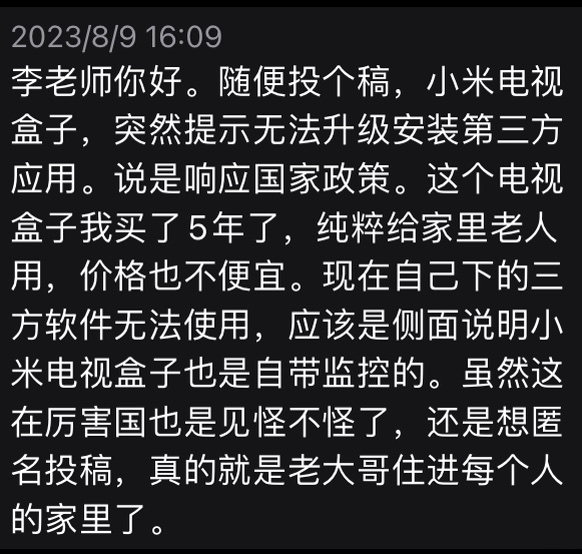 2023/8/9 16:09
李老师你好。随便投个稿，小米电视
盒子，突然提示无法升级安装第三方
应用。说是响应国家政策。这个电视
盒子我买了5年了，纯粹给家里老人
用，价格也不便宜。现在自己下的三
方软件无法使用，应该是侧面说明小
米电视盒子也是自带监控的。虽然这
在厉害国也是见怪不怪了，还是想匿
名投稿，真的就是老大哥住进每个人
的家里了。